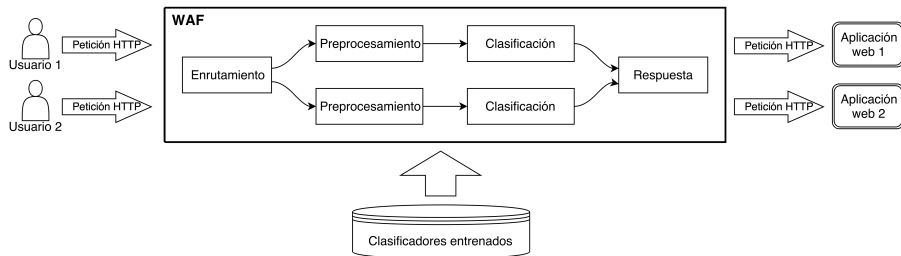 WAF
Usuario 1
Petición HTTP
Usuario 2
Petición HTTP
Enrutamiento
Preprocesamiento
Clasificación
Preprocesamiento
Clasificación
Respuesta
Petición HTTP
Aplicación
web 1
Petición HTTP
Aplicación
web 2
Clasificadores entrenados